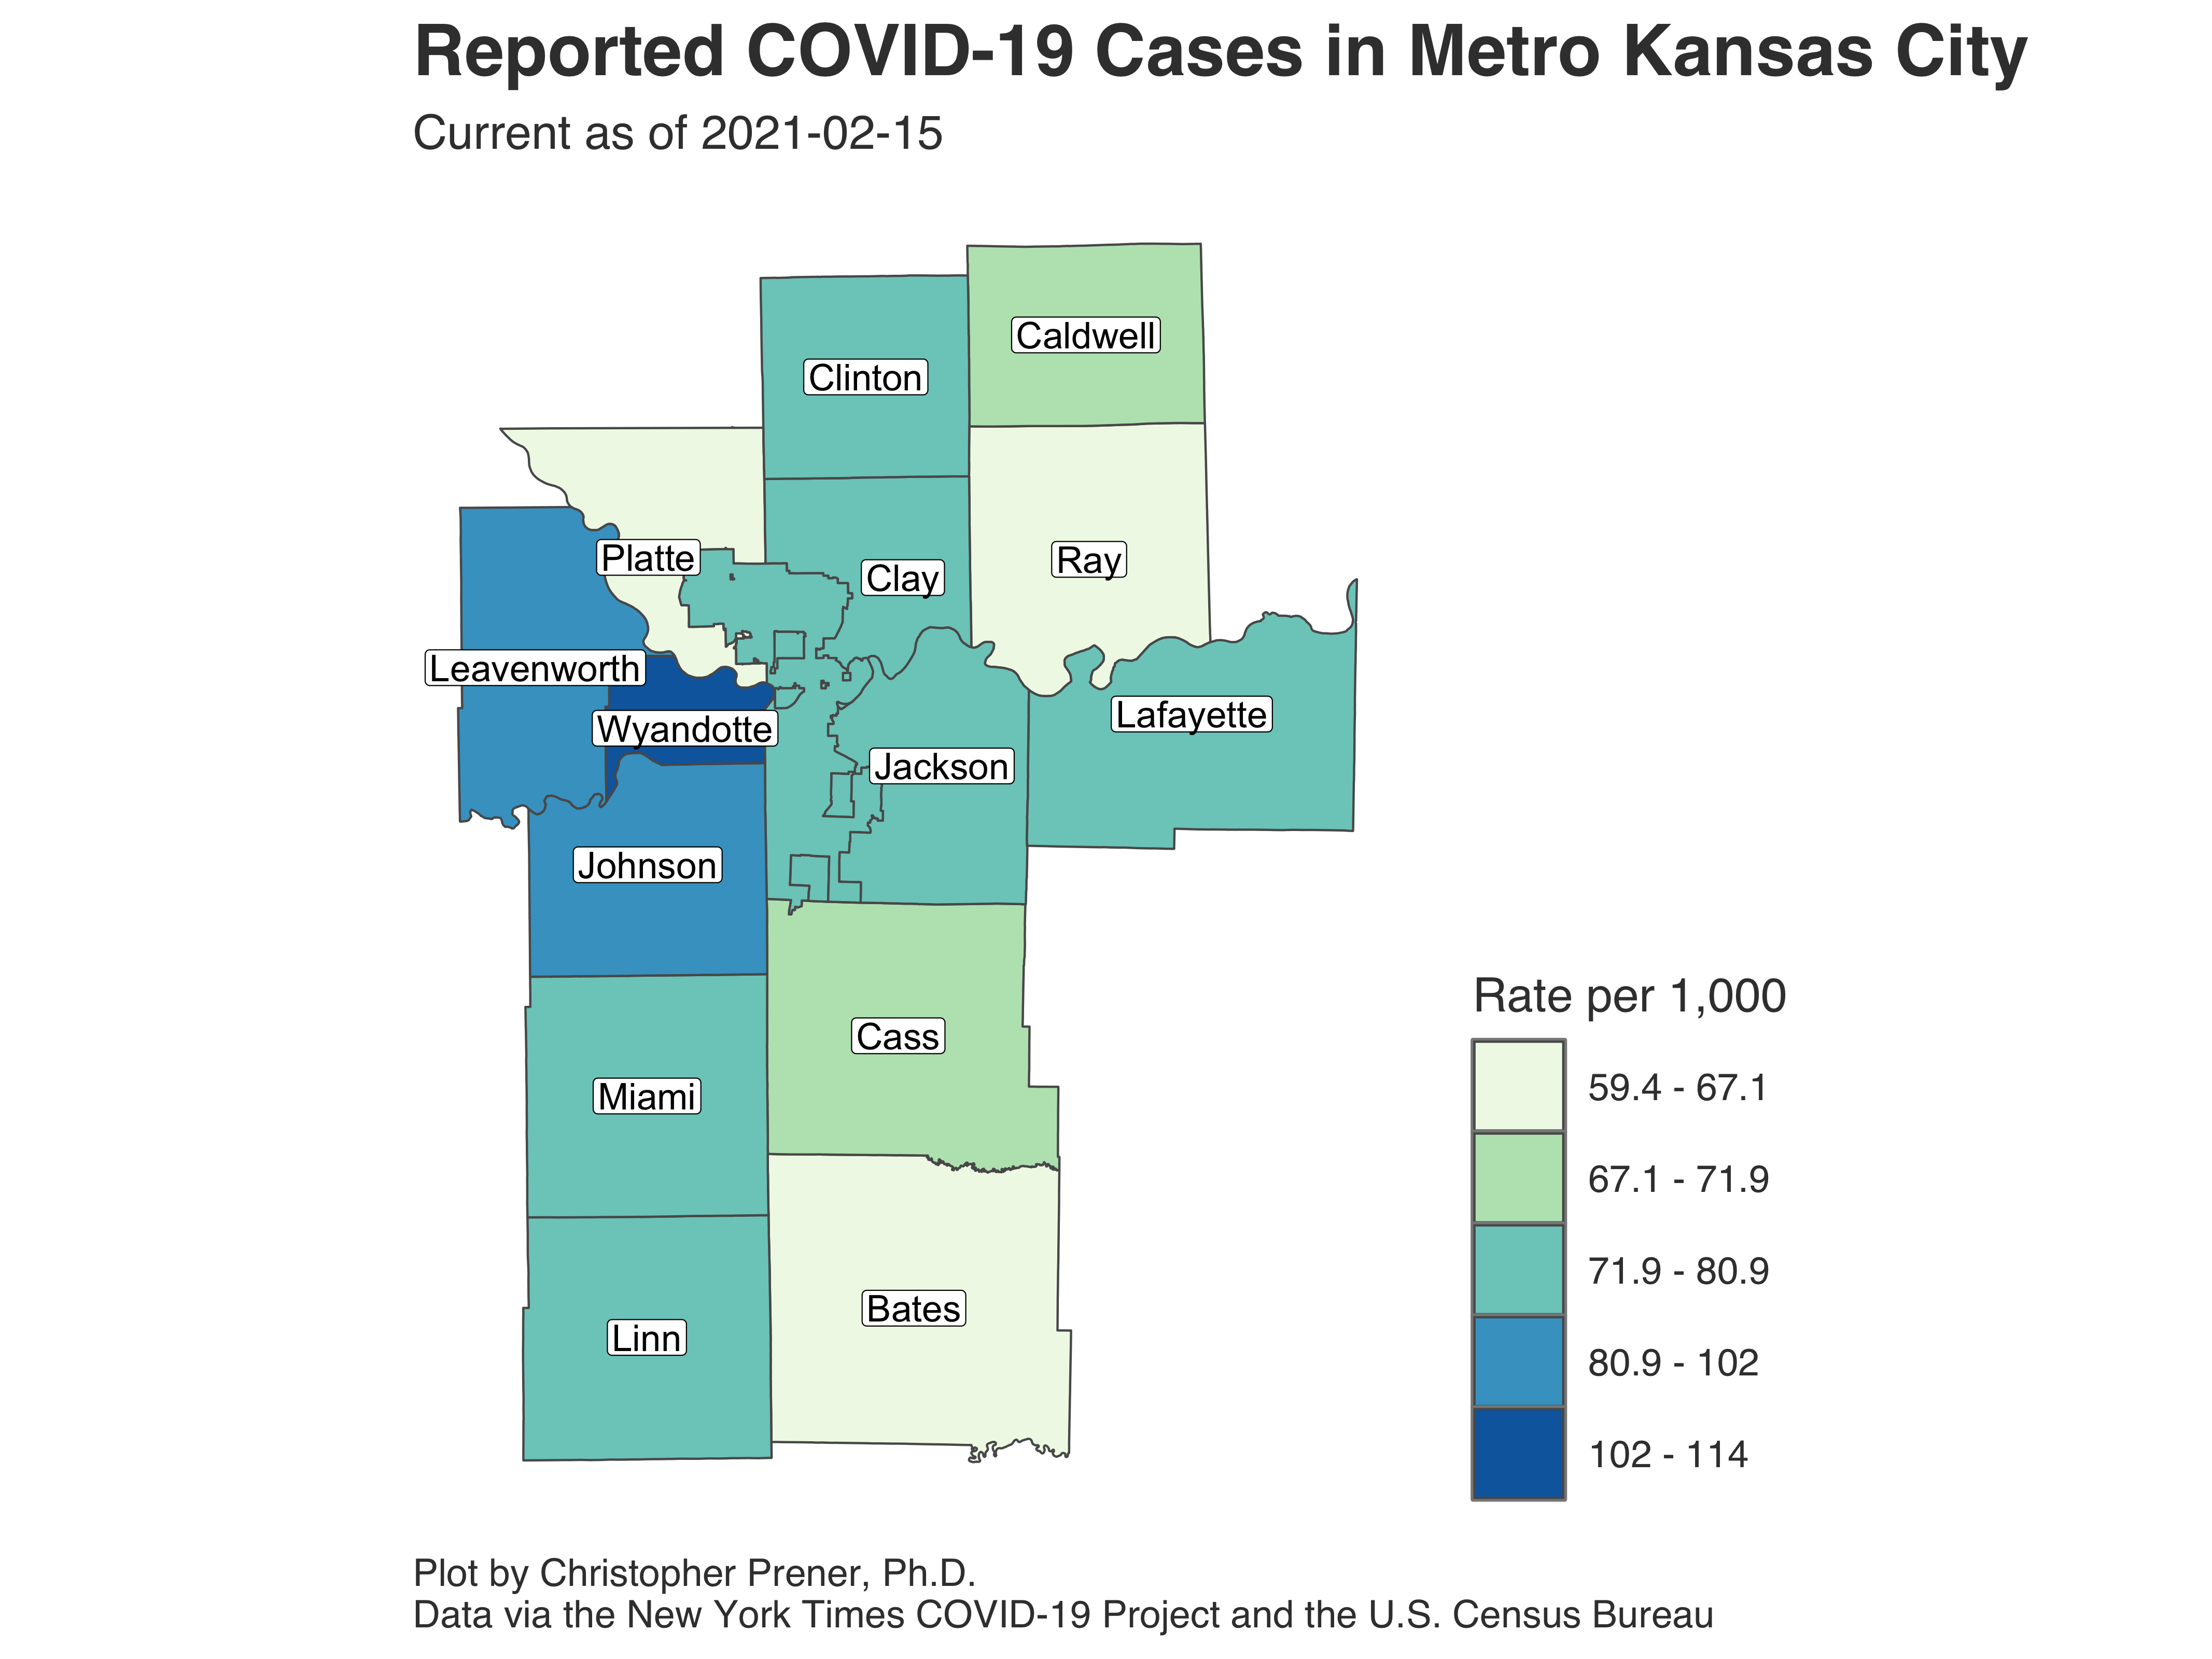 Reported COVID-19 Cases in Metro Kansas City
Current as of 2021-02-15
Caldwell
Clinton
Platte
Clay
Ray
Leavenworth
Wyandotte
Lafayette
Jackson
Johnson
Cass
Miami
Bates
Linn
Rate per 1,000
59.4 - 67.1
67.1 - 71.9
71.9 - 80.9
80.9 - 102
102 - 114
Plot by Christopher Prener, Ph.D.
Data via the New York Times COVID-19 Project and the U.S. Census Bureau